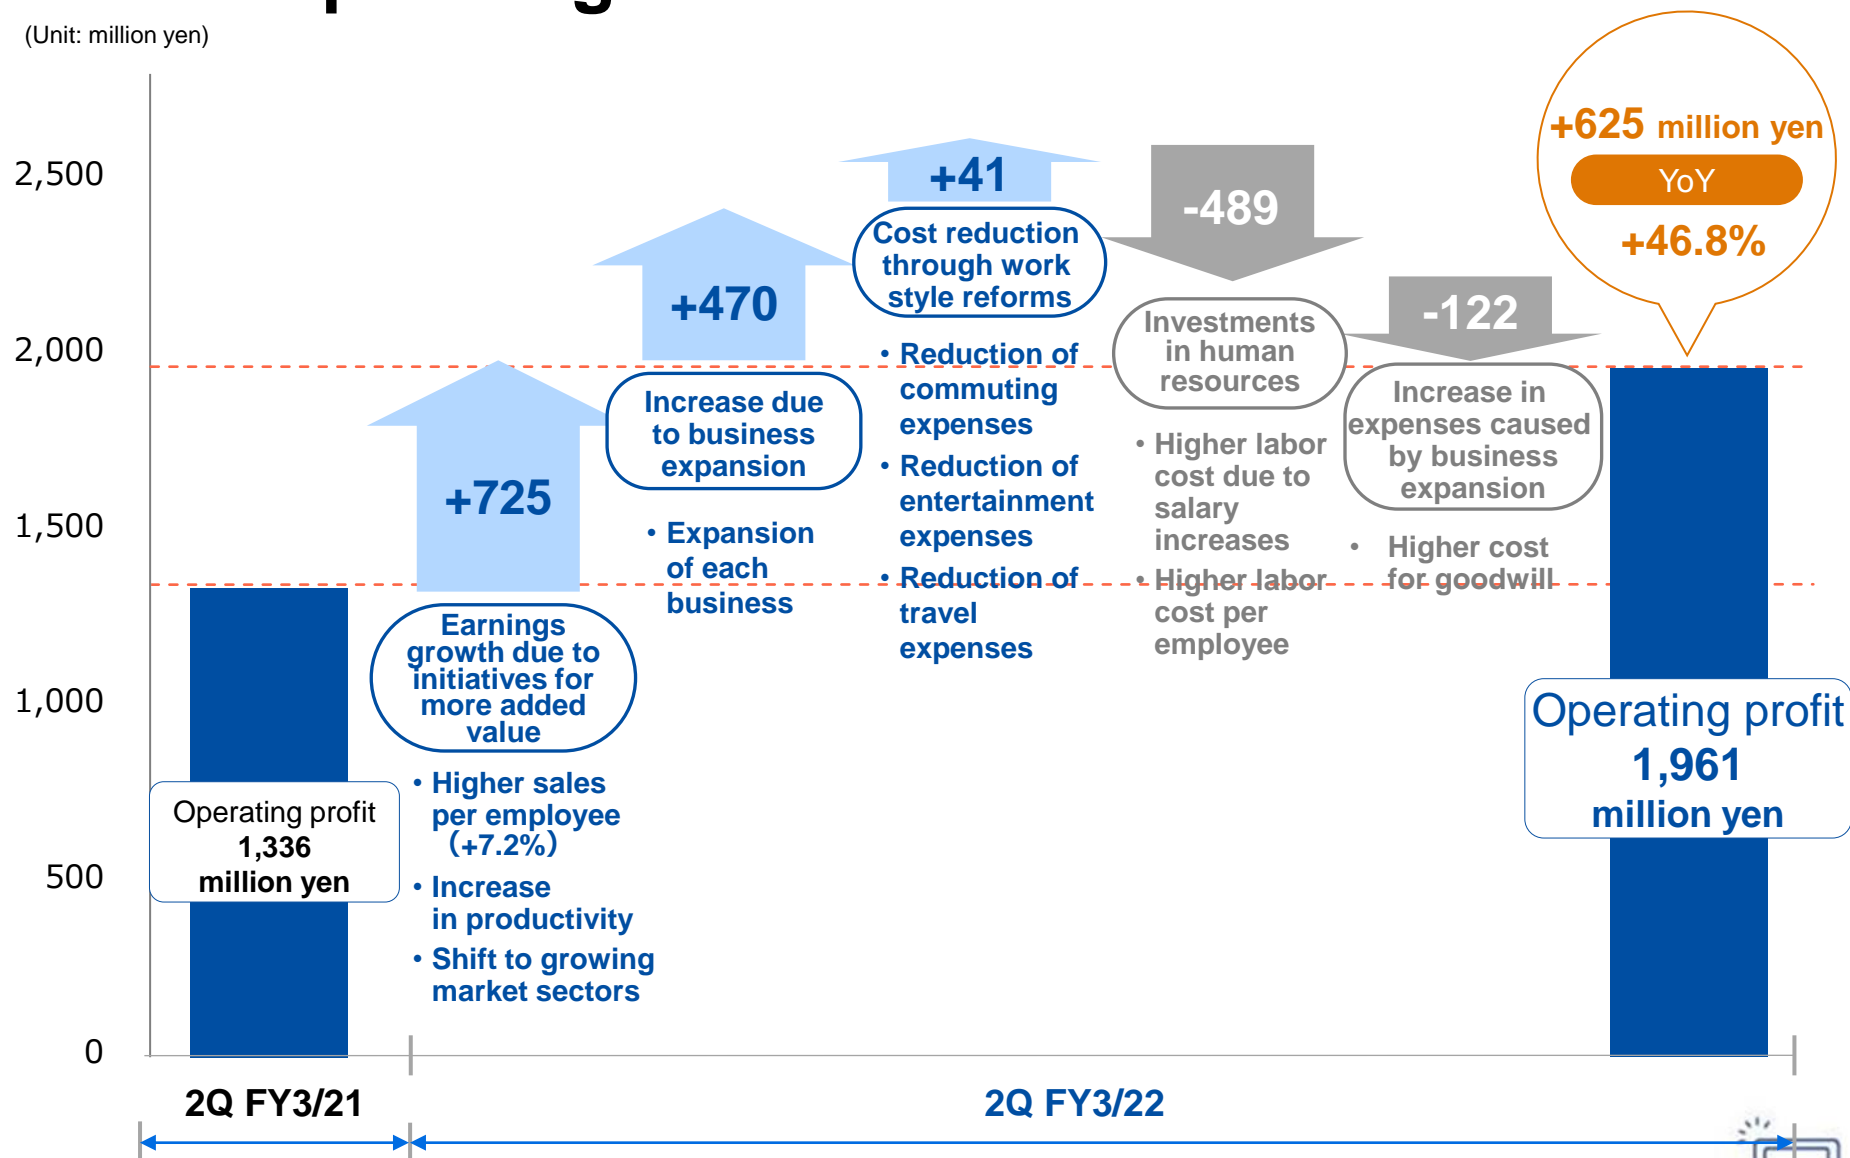 (Unit: million yen)
2,500
2,000
1,500
1,000
500
0
Operating profit
1,336
million yen
+725
Earnings
growth due to
initiatives for
more added
value
• Higher sales
per employee
（+7.2%）
• Increase
in productivity
• Shift to growing
market sectors
+470
Increase due
to business
expansion
• Expansion
of each
business
+41
Cost reduction
through work
style reforms
• Reduction of
commuting
expenses
• Reduction of
entertainment
expenses
• Reduction of
travel
expenses
-489
Investments
in human
resources
• Higher labor
cost due to
salary
increases
• Higher labor
cost per
employee
-122
Increase in
expenses caused
by business
expansion
• Higher cost
for goodwill
+625 million yen
YoY
+46.8%
Operating profit
1,961
million yen
2Q FY3/21
2Q FY3/22